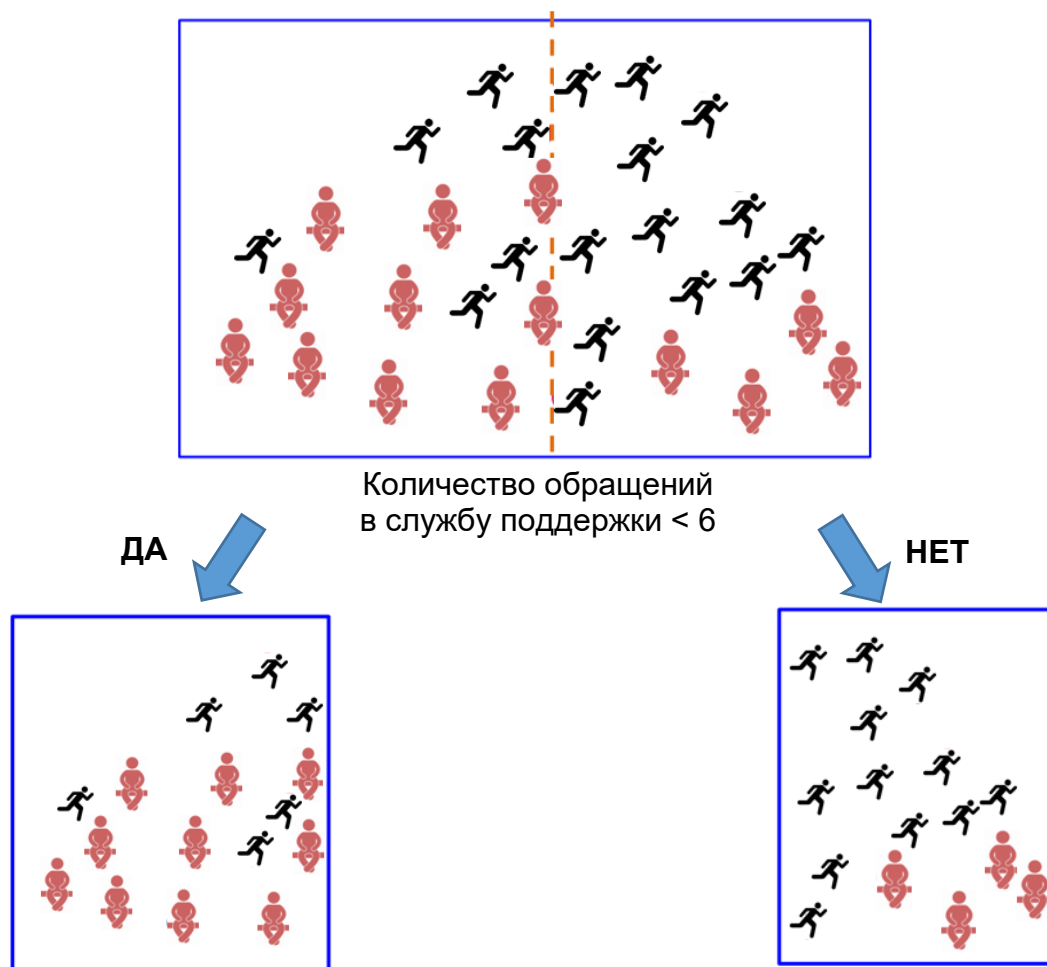 Количество обращений
в службу поддержки < 6
ДА
НЕТ